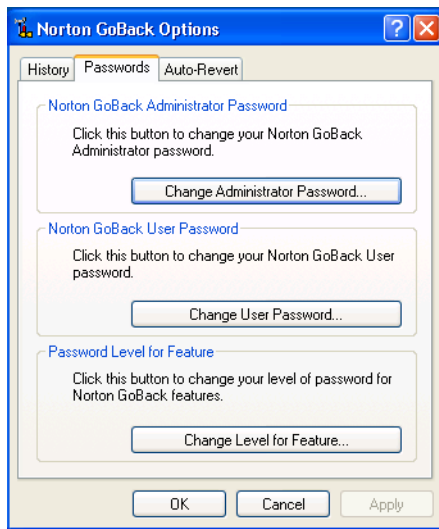 Norton GoBack Options
History Passwords Auto-Revert
Norton GoBack Administrator Password
Click this button to change your Norton GoBack
Administrator password.
Change Administrator Password...
Norton GoBack User Password
Click this button to change your Norton GoBack User
password.
Change User Password...
Password Level for Feature
Click this button to change your level of password for
Norton GoBack features.
Change Level for Feature...
OK Cancel Apply